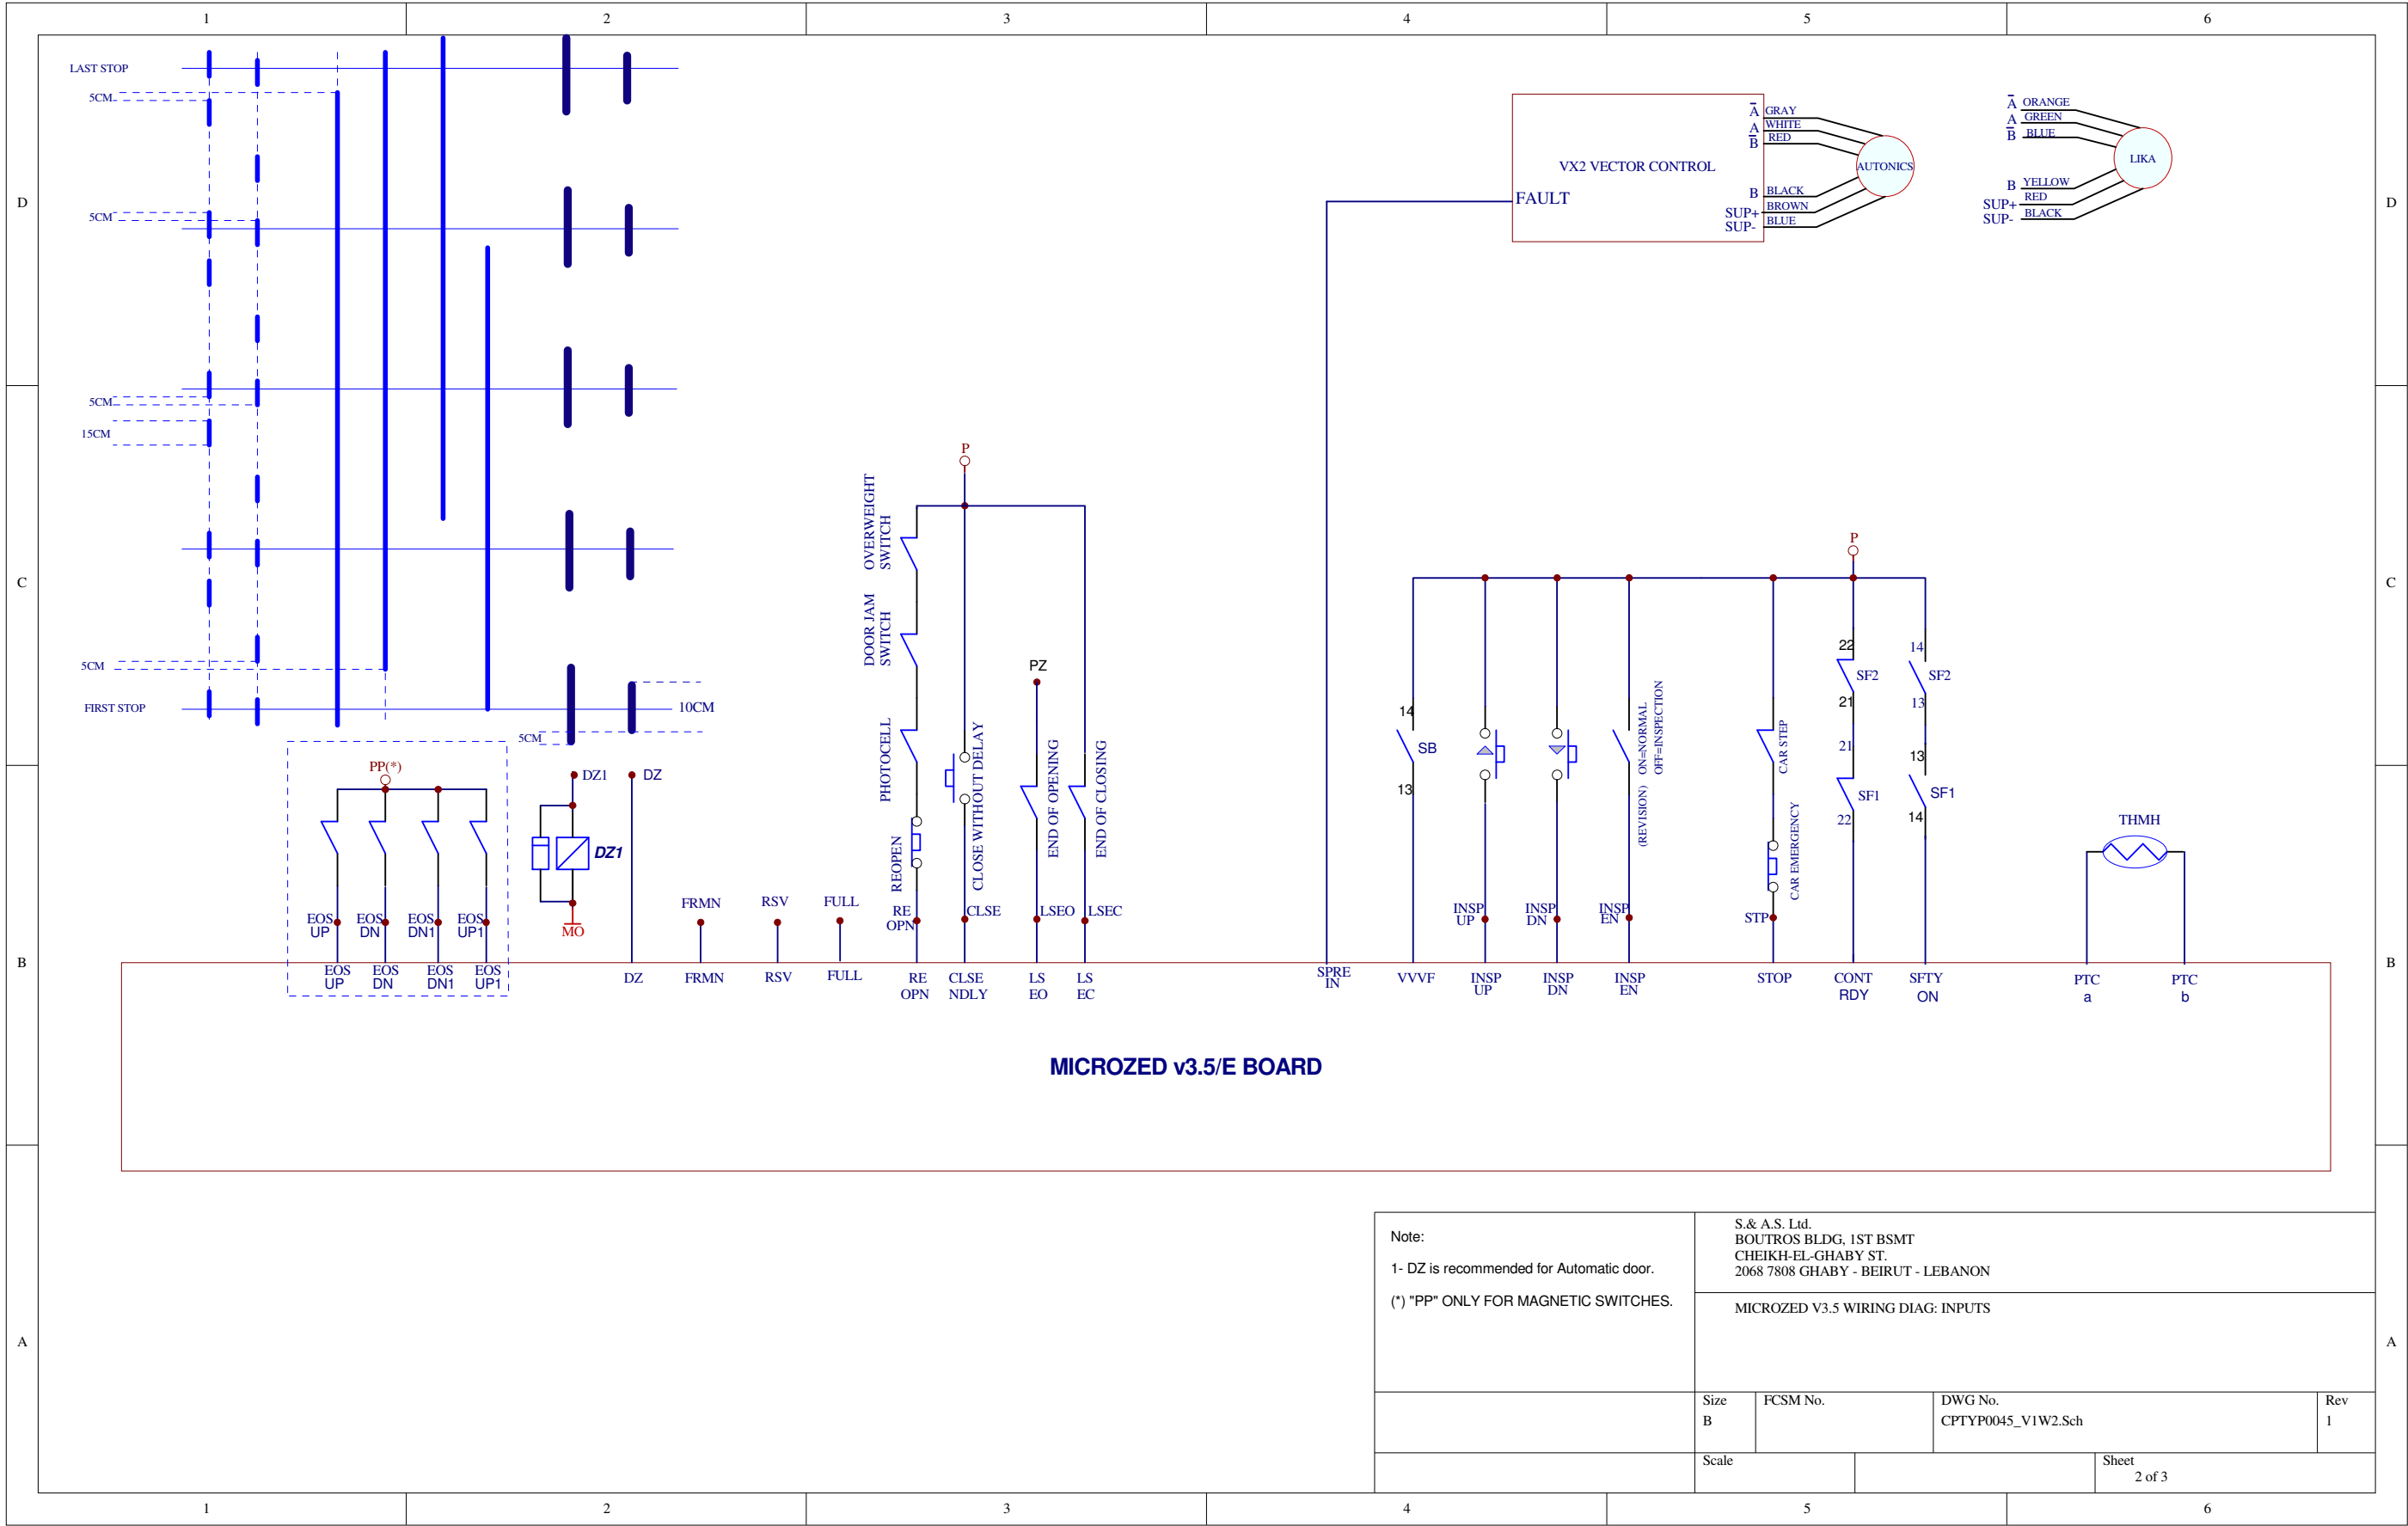 1 2 3 4 5 6
D
C
B
A
D
C
B
A
1 2 3 4 5 6
LAST STOP
5CM
5CM
5CM
15CM
5CM
FIRST STOP
10CM
5CM
PP(*)
EOS UP
EOS DN
EOS DN1
EOS UP1
EOS UP
EOS DN
EOS DN1
EOS UP1
DZ1
DZ
DZ1
MO
DZ
FRMN
FRMN
RSV
RSV
FULL
FULL
P
OVERWEIGHT
SWITCH
DOOR JAM
SWITCH
PHOTOCELL
REOPEN
RE
OPN
RE
OPN
CLOSE WITHOUT DELAY
CLSE
CLSE
NDLY
PZ
END OF OPENING
LSEO
LS
EO
END OF CLOSING
LSEC
LS
EC
VX2 VECTOR CONTROL
FAULT
A̅ GRAY
A WHITE
B̅ RED
B BLACK
SUP+ BROWN
SUP- BLUE
AUTONICS
A̅ ORANGE
A GREEN
B̅ BLUE
B YELLOW
SUP+ RED
SUP- BLACK
LIKA
SPRE
IN
P
14
SB
13
VVVF
INSP
UP
INSP
UP
INSP
DN
INSP
DN
(REVISION) ON=NORMAL
OFF=INSPECTION
INSP
EN
INSP
EN
CAR STEP
CAR EMERGENCY
STP
STOP
22
SF2
21
21
SF1
22
CONT
RDY
14
SF2
13
13
SF1
14
SFTY
ON
THMH
PTC
a
PTC
b
MICROZED v3.5/E BOARD
Note:
1- DZ is recommended for Automatic door.
(*) "PP" ONLY FOR MAGNETIC SWITCHES.
S.& A.S. Ltd.
BOUTROS BLDG, 1ST BSMT
CHEIKH-EL-GHABY ST.
2068 7808 GHABY - BEIRUT - LEBANON
MICROZED V3.5 WIRING DIAG: INPUTS
Size
B
FCSM No.
DWG No.
CPTYP0045_V1W2.Sch
Rev
1
Scale
Sheet
2 of 3